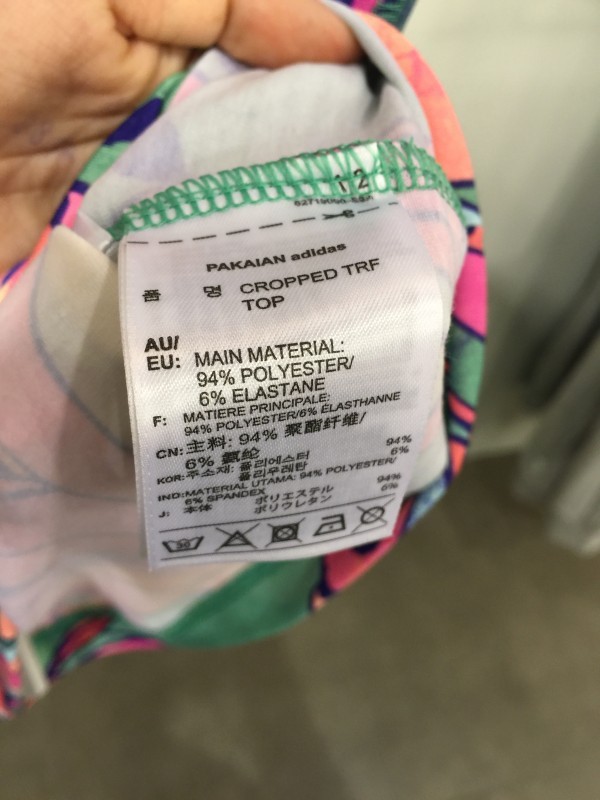 12
PAKAIAN adidas
품 명 CROPPED TRF
TOP
AU/
EU: MAIN MATERIAL:
94% POLYESTER/
6% ELASTANE
F: MATIERE PRINCIPALE:
94% POLYESTER/6% ÉLASTHANNE
CN: 主料: 94% 聚酯纤维/
6% 氨纶
KOR: 주소재: 폴리에스터 94%
폴리우레탄 6%
IND: MATERIAL UTAMA: 94% POLYESTER/
6% SPANDEX
J: 本体 ポリエステル 94%
ポリウレタン 6%
30